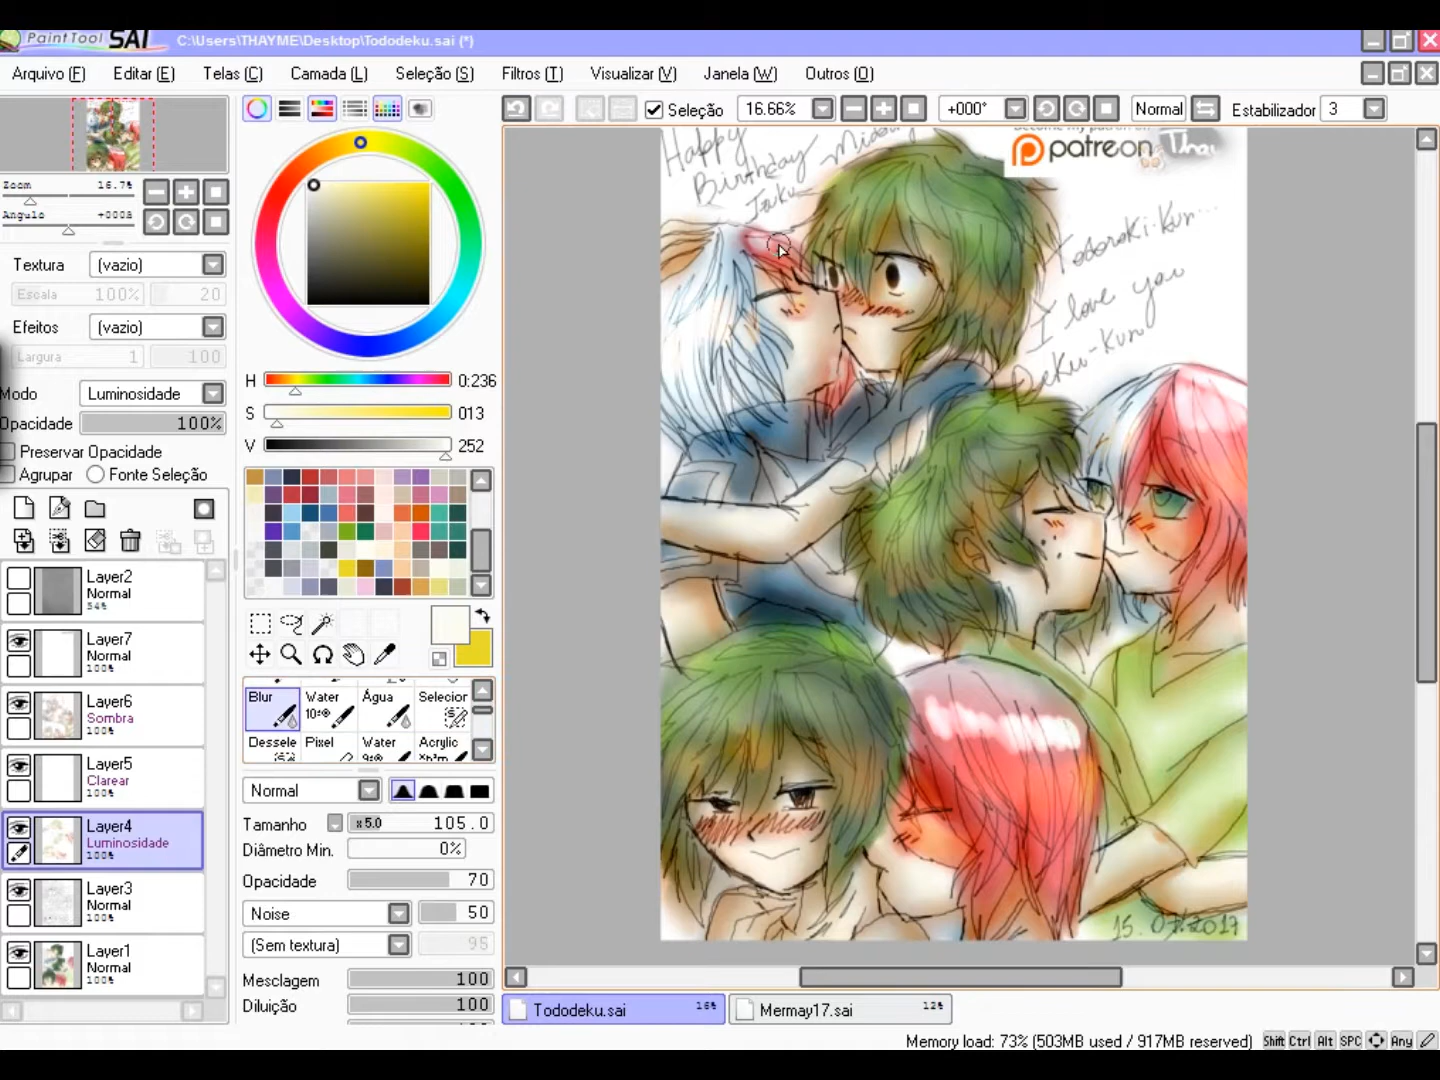 PaintTool SAI C:\Users\THAYME\Desktop\Tododeku.sai (*)
Arquivo (F) Editar (E) Telas (C) Camada (L) Seleção (S) Filtros (T) Visualizar (V) Janela (W) Outros (O)
Seleção 16.66% +000° Normal Estabilizador 3
Zoom 16.7%
Angulo +000ā
Textura (vazio)
Escala 100% 20
Efeitos (vazio)
Largura 1 100
Modo Luminosidade
Opacidade 100%
Preservar Opacidade
Agrupar Fonte Seleção
Layer2
Normal
54%
Layer7
Normal
100%
Layer6
Sombra
100%
Layer5
Clarear
100%
Layer4
Luminosidade
100%
Layer3
Normal
100%
Layer1
Normal
100%
H 0:236
S 013
V 252
Blur Water Água Selecior
Dessele Pixel Water Acrylic
Normal
Tamanho x 5.0 105.0
Diâmetro Min. 0%
Opacidade 70
Noise 50
(Sem textura) 95
Mesclagem 100
Diluição 100
Happy
Birthday
patreon Thai
Todoroki-Kun...
I love you
Deku-Kun
15. 07.2017
Tododeku.sai 16% Mermay17.sai 12%
Memory load: 73% (503MB used / 917MB reserved) Shift Ctrl Alt SPC Any